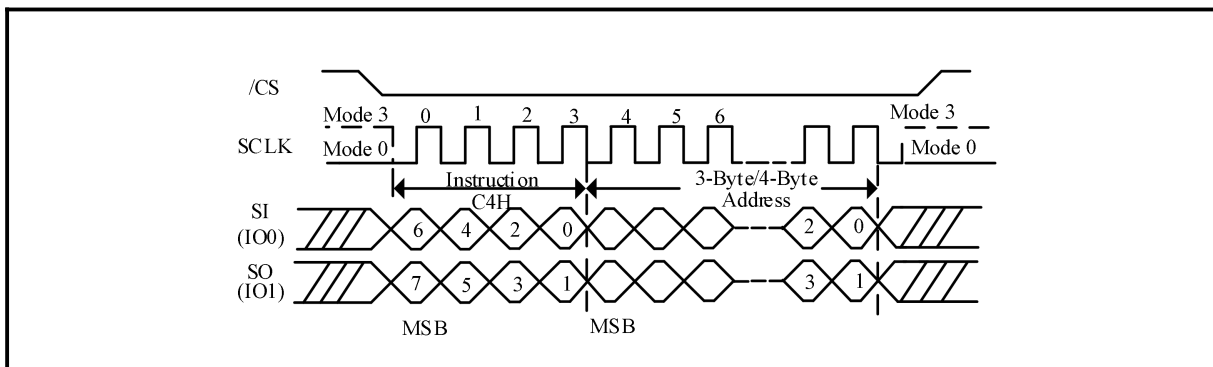 /CS
Mode 3 0 1 2 3 4 5 6 Mode 3
SCLK
Mode 0 Mode 0
Instruction
C4H
3-Byte/4-Byte
Address
SI
(IO0)
6 4 2 0 2 0
SO
(IO1)
7 5 3 1 3 1
MSB MSB